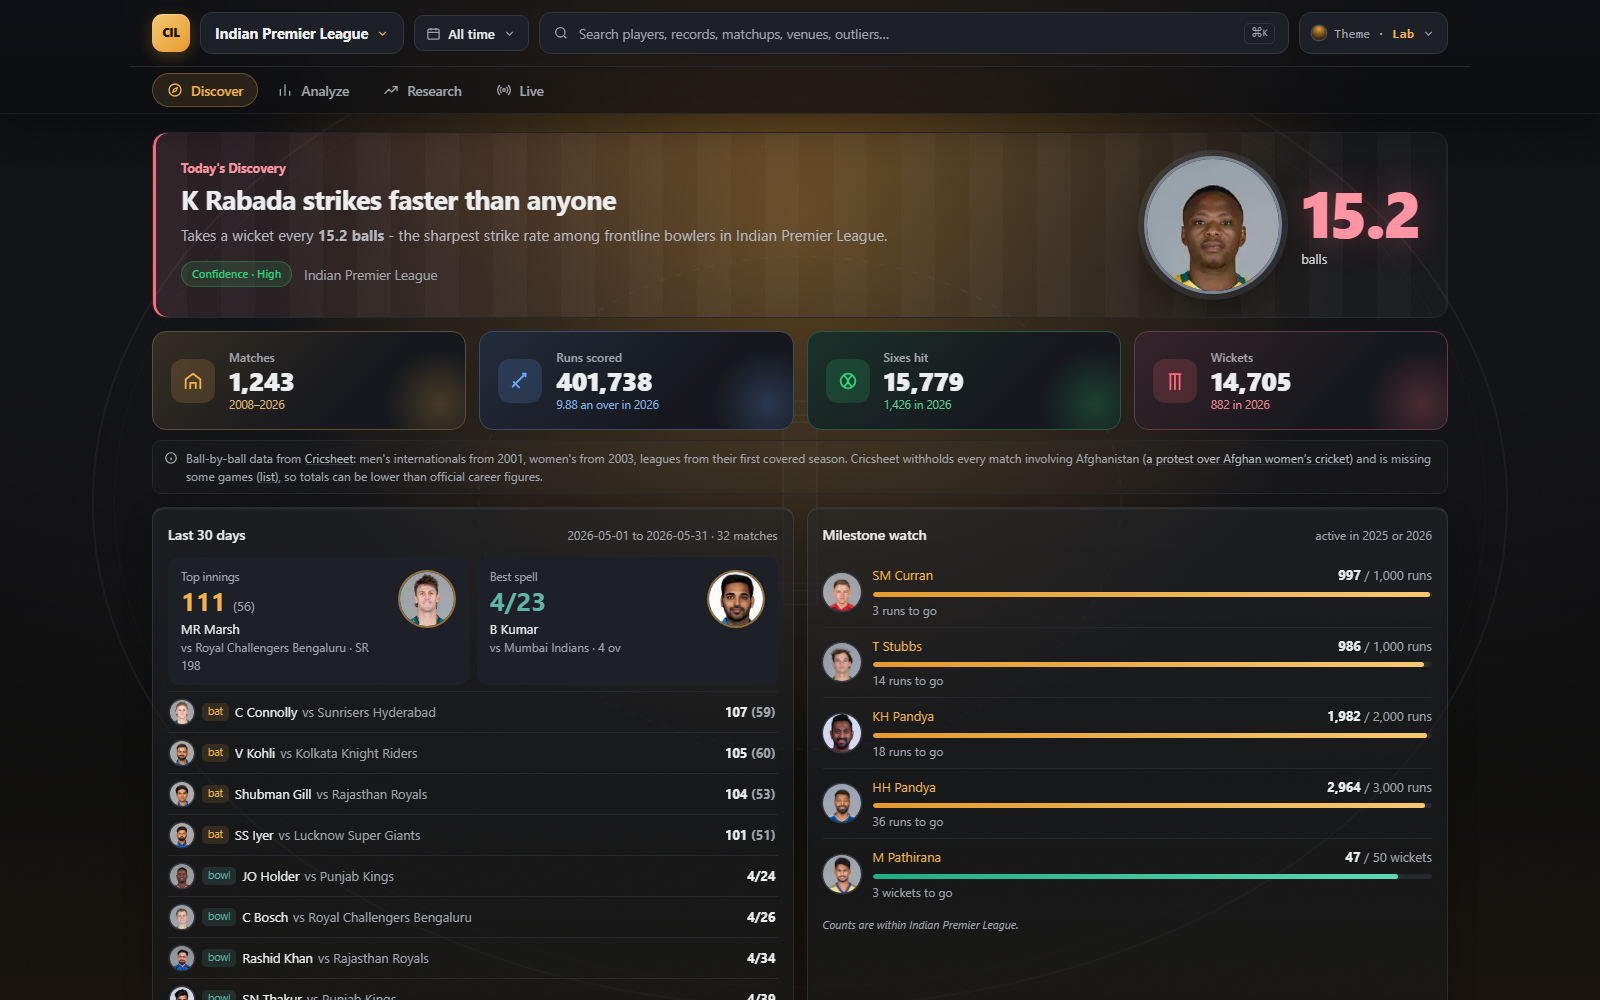 CIL
Indian Premier League
All time
Search players, records, matchups, venues, outliers...
⌘K
Theme · Lab
Discover
Analyze
Research
Live
Today's Discovery
K Rabada strikes faster than anyone
Takes a wicket every 15.2 balls - the sharpest strike rate among frontline bowlers in Indian Premier League.
Confidence · High
Indian Premier League
15.2
balls
Matches
1,243
2008–2026
Runs scored
401,738
9.88 an over in 2026
Sixes hit
15,779
1,426 in 2026
Wickets
14,705
882 in 2026
Ball-by-ball data from Cricsheet: men's internationals from 2001, women's from 2003, leagues from their first covered season. Cricsheet withholds every match involving Afghanistan (a protest over Afghan women's cricket) and is missing
some games (list), so totals can be lower than official career figures.
Last 30 days
2026-05-01 to 2026-05-31 · 32 matches
Top innings
111 (56)
MR Marsh
vs Royal Challengers Bengaluru · SR
198
Best spell
4/23
B Kumar
vs Mumbai Indians · 4 ov
bat C Connolly vs Sunrisers Hyderabad 107 (59)
bat V Kohli vs Kolkata Knight Riders 105 (60)
bat Shubman Gill vs Rajasthan Royals 104 (53)
bat SS Iyer vs Lucknow Super Giants 101 (51)
bowl JO Holder vs Punjab Kings 4/24
bowl C Bosch vs Royal Challengers Bengaluru 4/26
bowl Rashid Khan vs Rajasthan Royals 4/34
bowl SN Thakur vs Punjab Kings 4/39
Milestone watch
active in 2025 or 2026
SM Curran 997 / 1,000 runs
3 runs to go
T Stubbs 986 / 1,000 runs
14 runs to go
KH Pandya 1,982 / 2,000 runs
18 runs to go
HH Pandya 2,964 / 3,000 runs
36 runs to go
M Pathirana 47 / 50 wickets
3 wickets to go
Counts are within Indian Premier League.